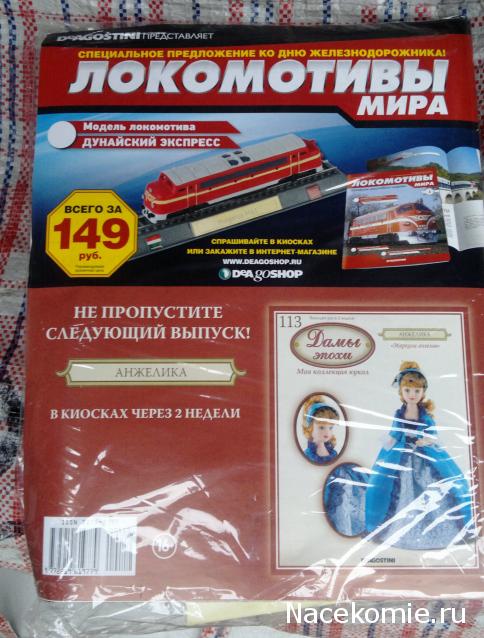 DeAGOSTINI ПРЕДСТАВЛЯЕТ
СПЕЦИАЛЬНОЕ ПРЕДЛОЖЕНИЕ КО ДНЮ ЖЕЛЕЗНОДОРОЖНИКА!
ЛОКОМОТИВЫ
МИРА
Модель локомотива
ДУНАЙСКИЙ ЭКСПРЕСС
ВСЕГО ЗА
149
руб.
ЛОКОМОТИВЫ
МИРА
СПРАШИВАЙТЕ В КИОСКАХ
ИЛИ ЗАКАЖИТЕ В ИНТЕРНЕТ-МАГАЗИНЕ
WWW.DEAGOSHOP.RU
DeAgoSHOP
НЕ ПРОПУСТИТЕ
СЛЕДУЮЩИЙ ВЫПУСК!
АНЖЕЛИКА
В КИОСКАХ ЧЕРЕЗ 2 НЕДЕЛИ
113
Дамы
эпохи
Моя коллекция кукол
АНЖЕЛИКА
DeAGOSTINI
16+
Nacekomie.ru